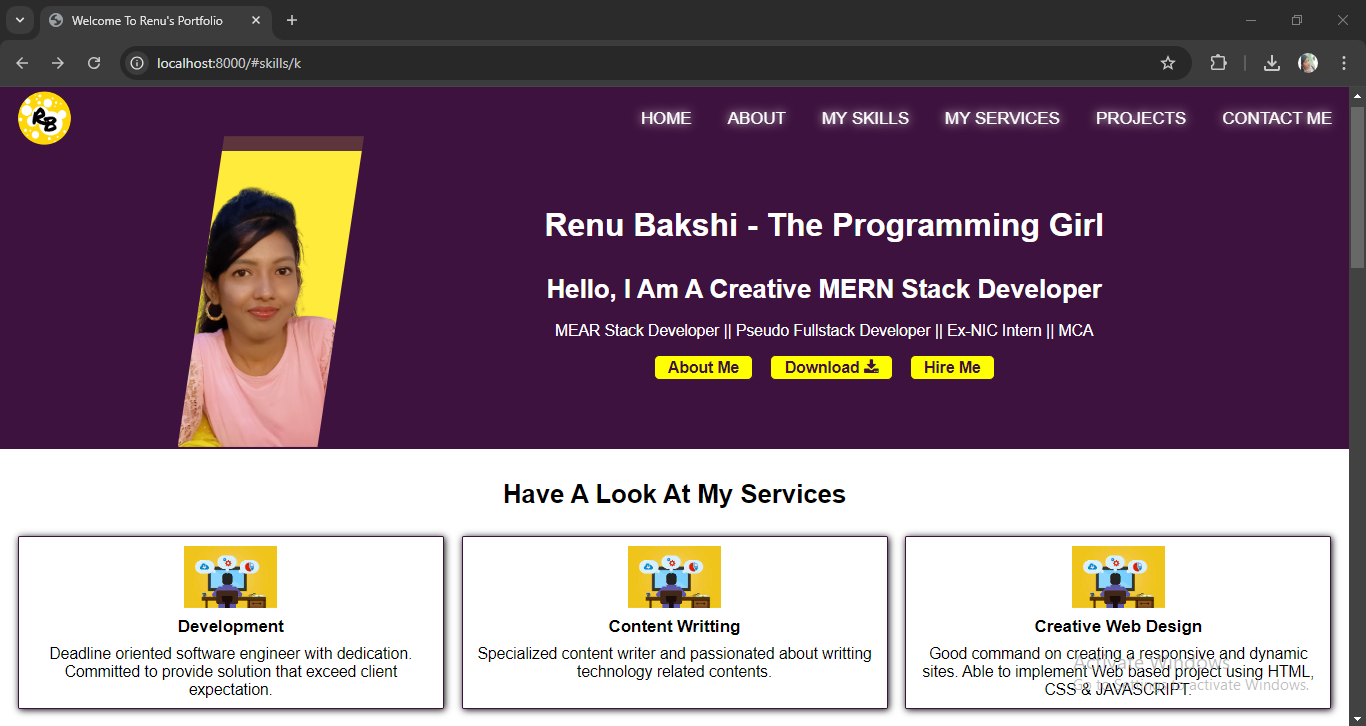 Welcome To Renu's Portfolio
localhost:8000/#skills/k
RB
HOME ABOUT MY SKILLS MY SERVICES PROJECTS CONTACT ME
Renu Bakshi - The Programming Girl
Hello, I Am A Creative MERN Stack Developer
MEAR Stack Developer || Pseudo Fullstack Developer || Ex-NIC Intern || MCA
About Me Download Hire Me
Have A Look At My Services
Development
Deadline oriented software engineer with dedication.
Committed to provide solution that exceed client
expectation.
Content Writting
Specialized content writer and passionated about writting
technology related contents.
Creative Web Design
Good command on creating a responsive and dynamic
sites. Able to implement Web based project using HTML,
CSS & JAVASCRIPT.
Activate Windows
Go to Settings to activate Windows.